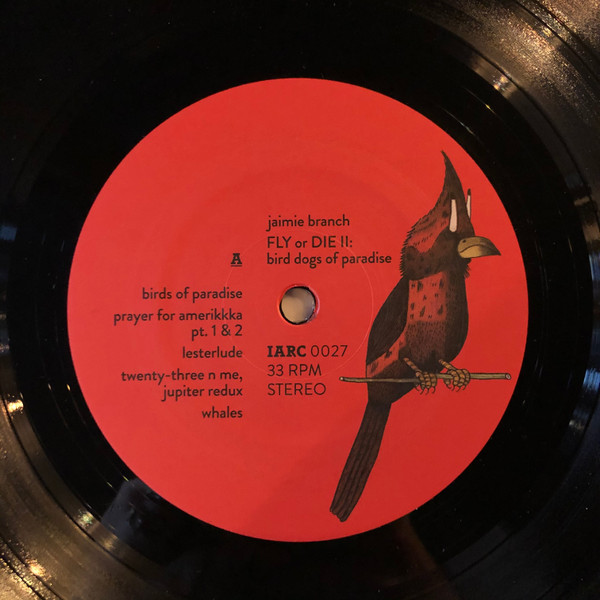 jaimie branch
FLY or DIE II:
bird dogs of paradise
A
birds of paradise
prayer for amerikkka
pt. 1 & 2
lesterlude
twenty-three n me,
jupiter redux
whales
IARC 0027
33 RPM
STEREO